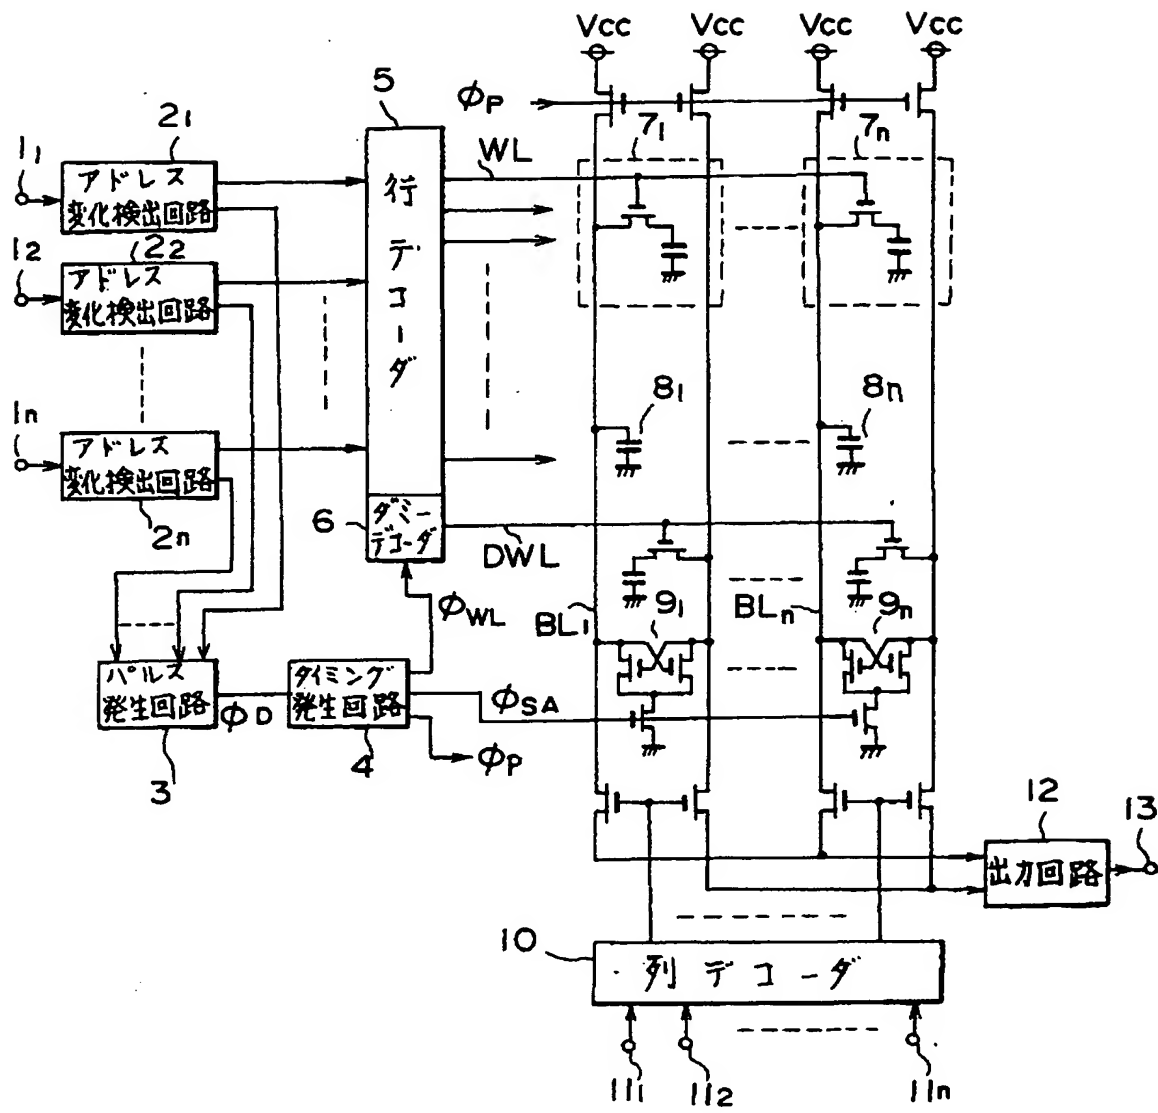 Vcc Vcc Vcc Vcc
5
φP
2₁
7₁
7n
1₁
WL
アドレス
変化検出回路
行デコーダ
1₂
2₂
アドレス
変化検出回路
8₁
8n
1n
アドレス
変化検出回路
2n
6
ダミー
デコーダ
DWL
φWL
BL₁
9₁
BLn
9n
パルス
発生回路
φD
タイミング
発生回路
φSA
3
4
φP
12
13
出力回路
10
列デコーダ
11₁
11₂
11n